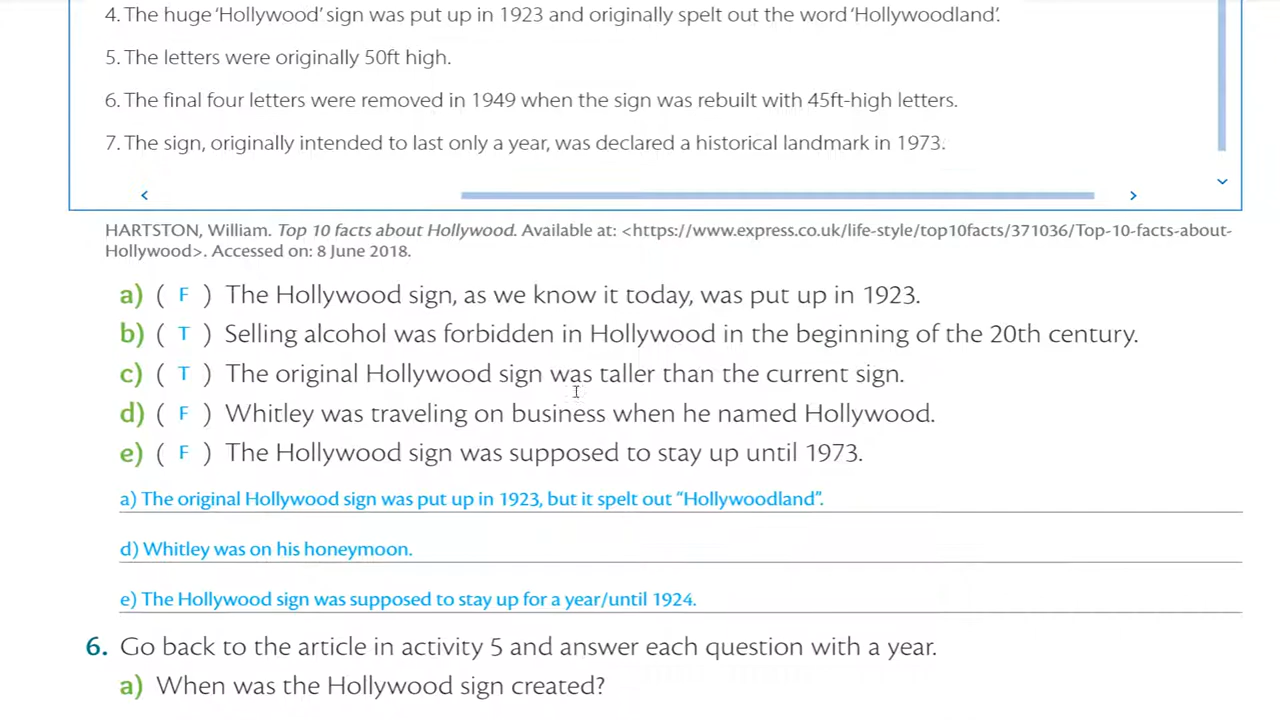 4. The huge ‘Hollywood’ sign was put up in 1923 and originally spelt out the word ‘Hollywoodland’.
5. The letters were originally 50ft high.
6. The final four letters were removed in 1949 when the sign was rebuilt with 45ft-high letters.
7. The sign, originally intended to last only a year, was declared a historical landmark in 1973.
HARTSTON, William. Top 10 facts about Hollywood. Available at: <https://www.express.co.uk/life-style/top10facts/371036/Top-10-facts-about-
Hollywood>. Accessed on: 8 June 2018.
a) ( F ) The Hollywood sign, as we know it today, was put up in 1923.
b) ( T ) Selling alcohol was forbidden in Hollywood in the beginning of the 20th century.
c) ( T ) The original Hollywood sign was taller than the current sign.
d) ( F ) Whitley was traveling on business when he named Hollywood.
e) ( F ) The Hollywood sign was supposed to stay up until 1973.
a) The original Hollywood sign was put up in 1923, but it spelt out “Hollywoodland”.
d) Whitley was on his honeymoon.
e) The Hollywood sign was supposed to stay up for a year/until 1924.
6. Go back to the article in activity 5 and answer each question with a year.
a) When was the Hollywood sign created?